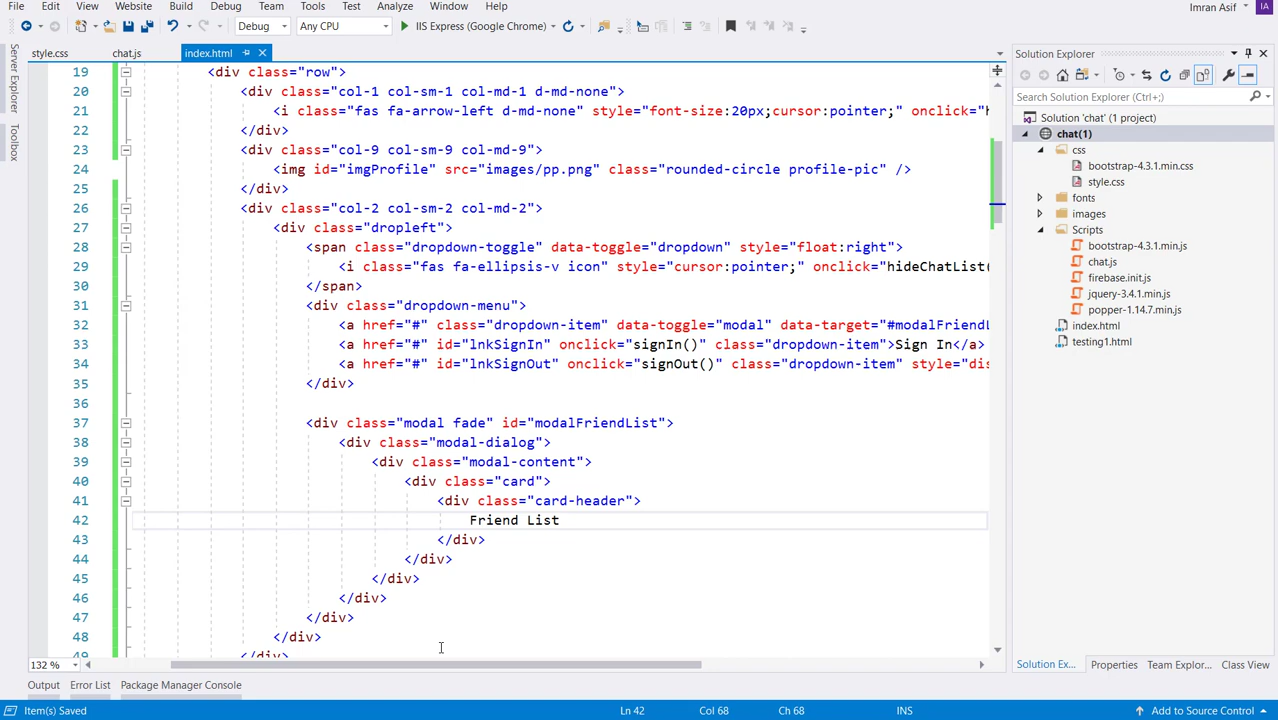 File Edit View Website Build Debug Team Tools Test Analyze Window Help Imran Asif IA
Debug Any CPU IIS Express (Google Chrome)
style.css chat.js index.html Solution Explorer
Server Explorer
Toolbox
Search Solution Explorer (Ctrl+;)
Solution 'chat' (1 project)
chat(1)
css
bootstrap-4.3.1.min.css
style.css
fonts
images
Scripts
bootstrap-4.3.1.min.js
chat.js
firebase.init.js
jquery-3.4.1.min.js
popper-1.14.7.min.js
index.html
testing1.html
19 <div class="row">
20 <div class="col-1 col-sm-1 col-md-1 d-md-none">
21 <i class="fas fa-arrow-left d-md-none" style="font-size:20px;cursor:pointer;" onclick="h
22 </div>
23 <div class="col-9 col-sm-9 col-md-9">
24 <img id="imgProfile" src="images/pp.png" class="rounded-circle profile-pic" />
25 </div>
26 <div class="col-2 col-sm-2 col-md-2">
27 <div class="dropleft">
28 <span class="dropdown-toggle" data-toggle="dropdown" style="float:right">
29 <i class="fas fa-ellipsis-v icon" style="cursor:pointer;" onclick="hideChatList(
30 </span>
31 <div class="dropdown-menu">
32 <a href="#" class="dropdown-item" data-toggle="modal" data-target="#modalFriendL
33 <a href="#" id="lnkSignIn" onclick="signIn()" class="dropdown-item">Sign In</a>
34 <a href="#" id="lnkSignOut" onclick="signOut()" class="dropdown-item" style="dis
35 </div>
36
37 <div class="modal fade" id="modalFriendList">
38 <div class="modal-dialog">
39 <div class="modal-content">
40 <div class="card">
41 <div class="card-header">
42 Friend List
43 </div>
44 </div>
45 </div>
46 </div>
47 </div>
48 </div>
49 </div>
132 %
Solution Ex... Properties Team Explor... Class View
Output Error List Package Manager Console
Item(s) Saved Ln 42 Col 68 Ch 68 INS Add to Source Control